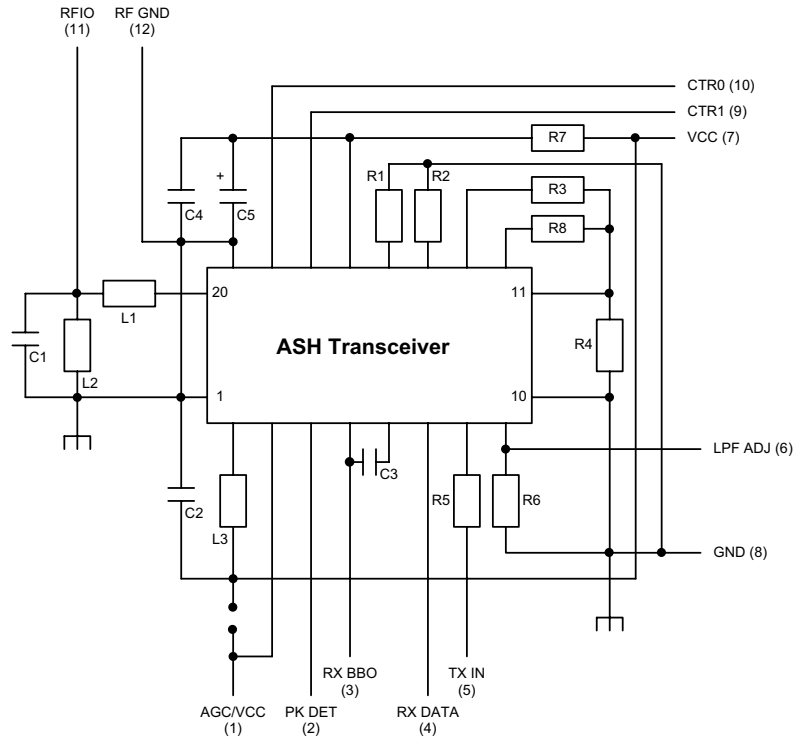 RFIO
(11)
RF GND
(12)
CTR0 (10)
CTR1 (9)
R7
VCC (7)
R1
R2
R3
+
C4
C5
R8
20
11
L1
C1
ASH Transceiver
R4
L2
1
10
LPF ADJ (6)
C3
C2
R5
R6
L3
GND (8)
RX BBO
(3)
TX IN
(5)
AGC/VCC
(1)
PK DET
(2)
RX DATA
(4)